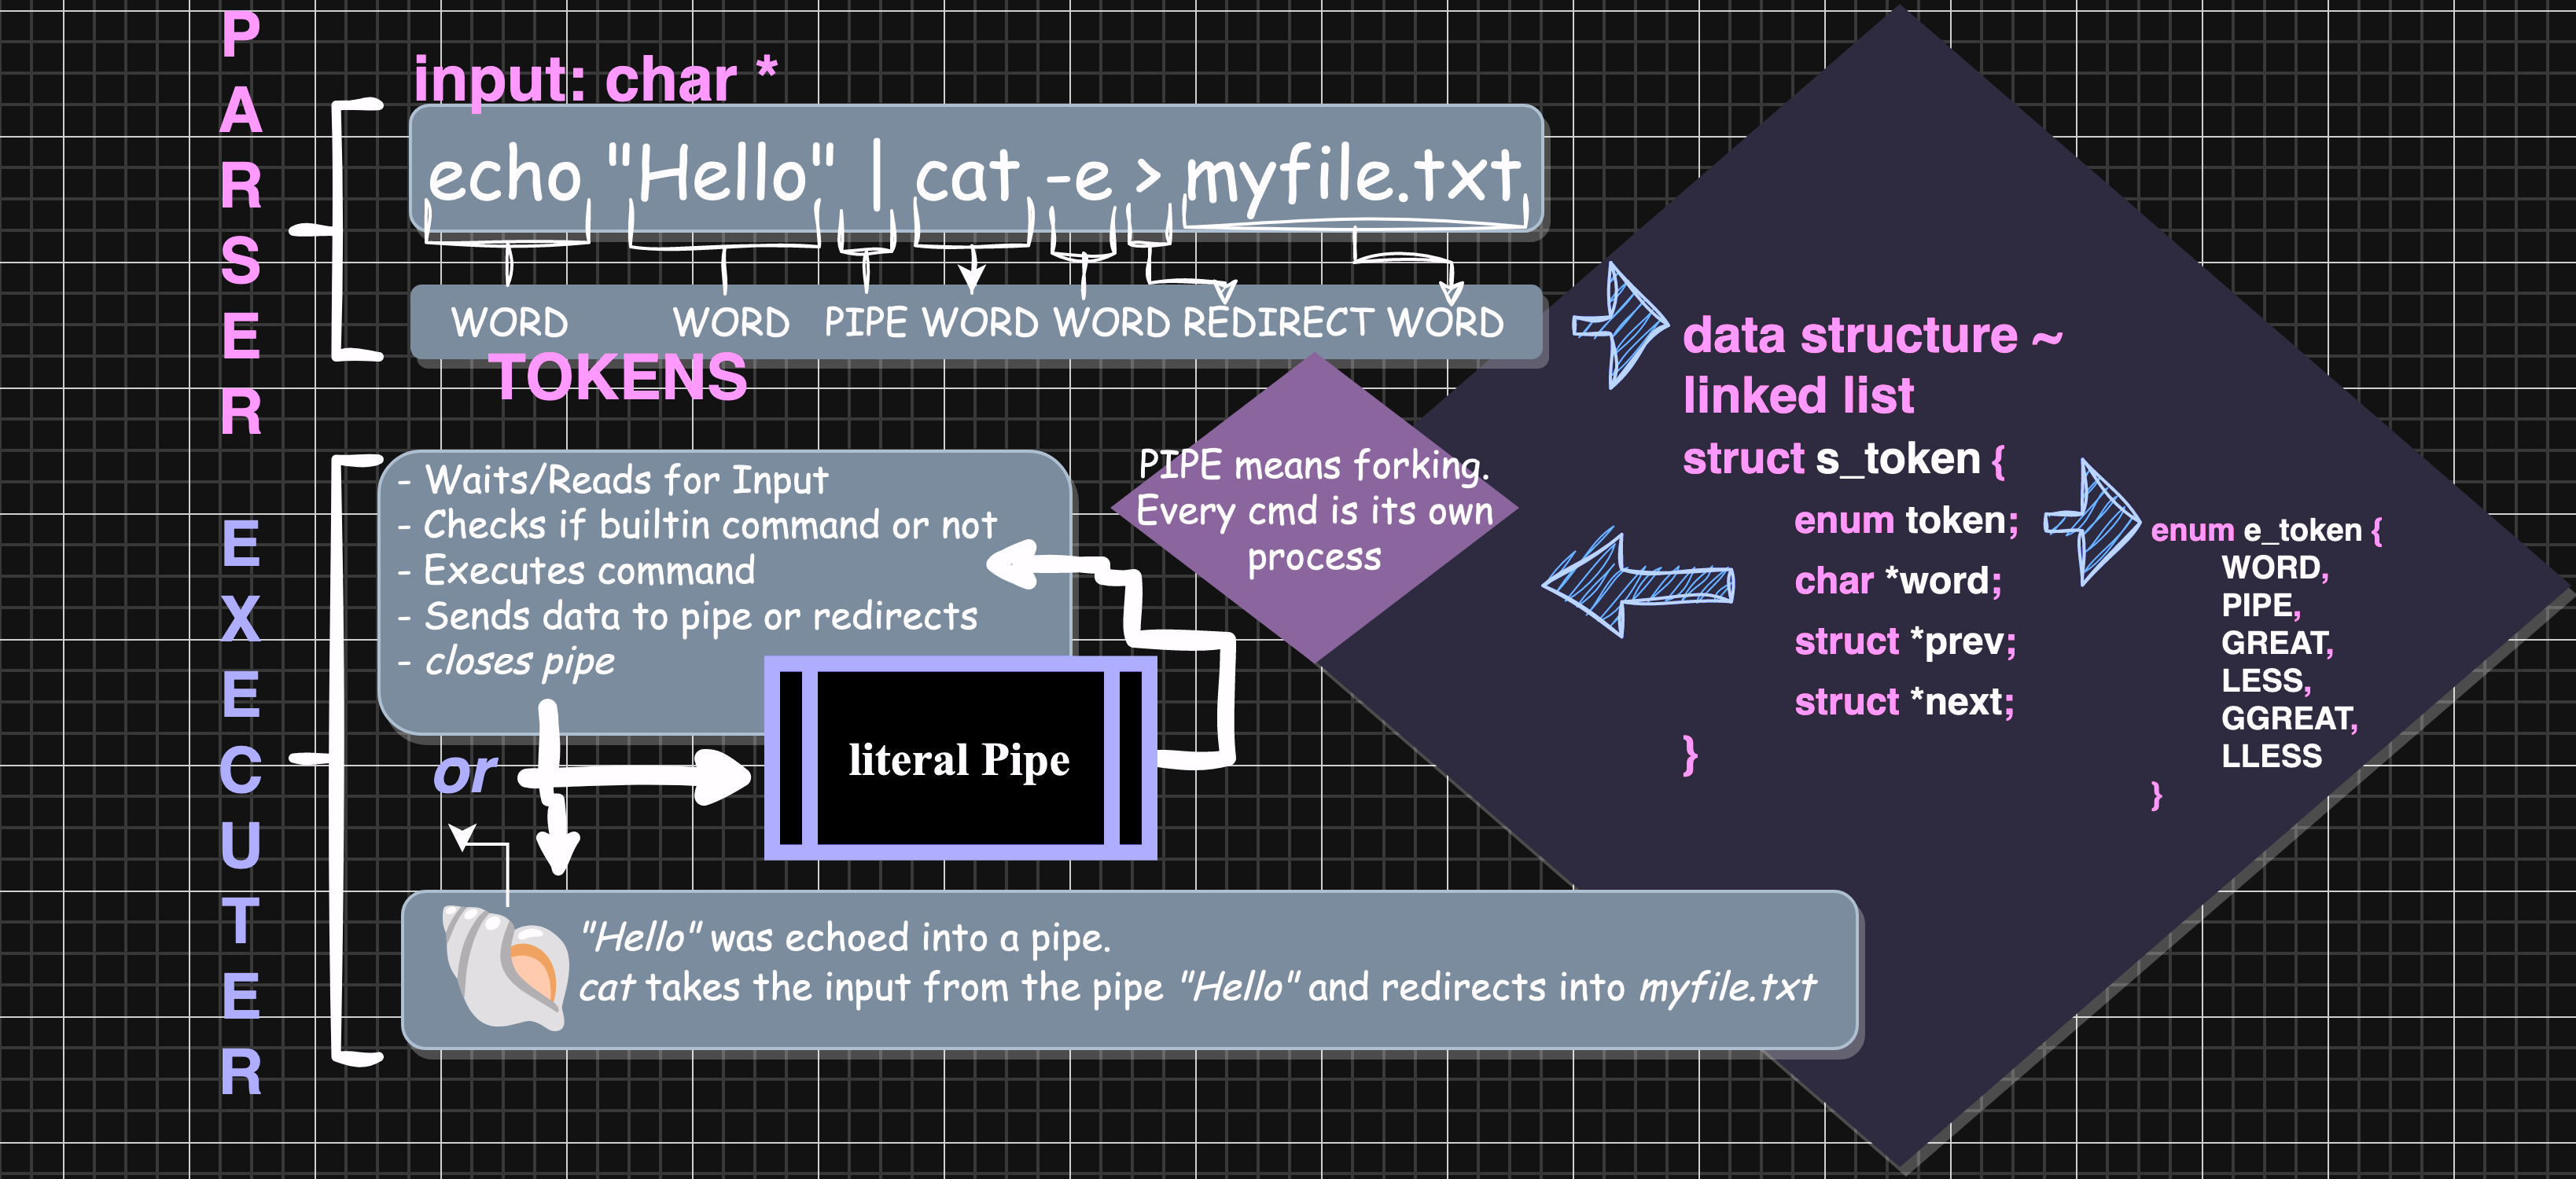 PARSER
input: char *
echo "Hello" | cat -e > myfile.txt
WORD WORD PIPE WORD WORD REDIRECT WORD
TOKENS
data structure ~
linked list
struct s_token {
enum token;
char *word;
struct *prev;
struct *next;
}
enum e_token {
WORD,
PIPE,
GREAT,
LESS,
GGREAT,
LLESS
}
PIPE means forking.
Every cmd is its own
process
EXECUTER
- Waits/Reads for Input
- Checks if builtin command or not
- Executes command
- Sends data to pipe or redirects
- closes pipe
or
literal Pipe
"Hello" was echoed into a pipe.
cat takes the input from the pipe "Hello" and redirects into myfile.txt